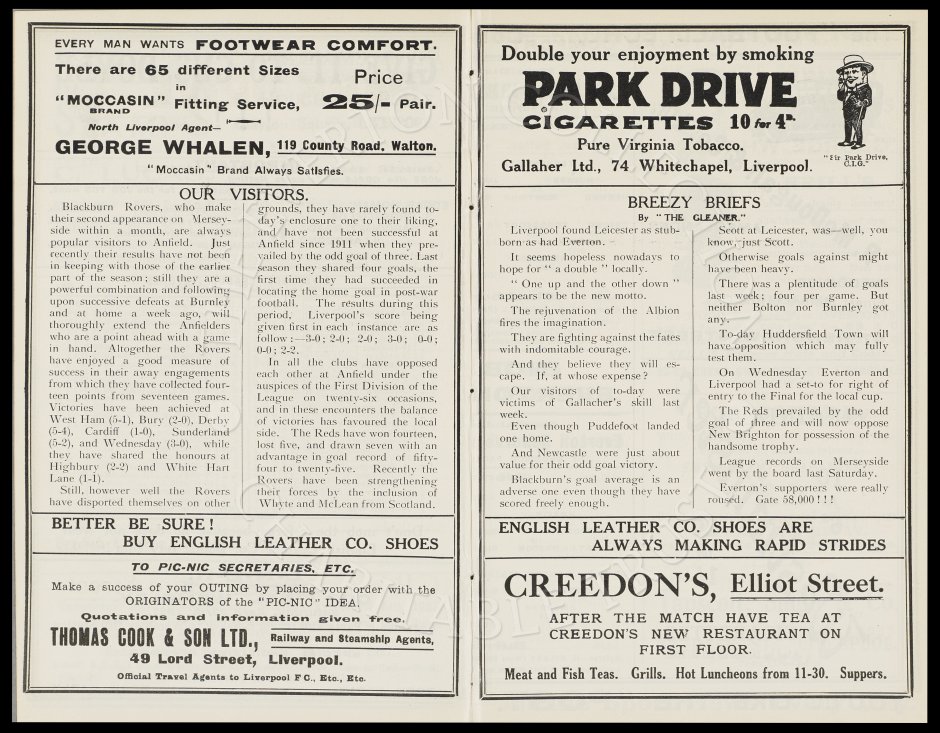 EVERY MAN WANTS FOOTWEAR COMFORT.
There are 65 different Sizes
in
"MOCCASIN" Fitting Service,
BRAND
Price
25/- Pair.
North Liverpool Agent—
GEORGE WHALEN, 119 County Road, Walton.
"Moccasin" Brand Always Satisfies.
OUR VISITORS.
Blackburn Rovers, who make
their second appearance on Mersey-
side within a month, are always
popular visitors to Anfield. Just
recently their results have not been
in keeping with those of the earlier
part of the season; still they are a
powerful combination and following
upon successive defeats at Burnley
and at home a week ago, will
thoroughly extend the Anfielders
who are a point ahead with a game
in hand. Altogether the Rovers
have enjoyed a good measure of
success in their away engagements
from which they have collected four-
teen points from seventeen games.
Victories have been achieved at
West Ham (5-1), Bury (2-0), Derby
(5-4), Cardiff (1-0), Sunderland
(5-2), and Wednesday (3-0), while
they have shared the honours at
Highbury (2-2) and White Hart
Lane (1-1).
Still, however well the Rovers
have disported themselves on other
grounds, they have rarely found to-
day's enclosure one to their liking,
and have not been successful at
Anfield since 1911 when they pre-
vailed by the odd goal of three. Last
season they shared four goals, the
first time they had succeeded in
locating the home goal in post-war
football. The results during this
period, Liverpool's score being
given first in each instance are as
follow:—3-0; 2-0; 2-0; 3-0; 0-0;
0-0; 2-2.
In all the clubs have opposed
each other at Anfield under the
auspices of the First Division of the
League on twenty-six occasions,
and in these encounters the balance
of victories has favoured the local
side. The Reds have won fourteen,
lost five, and drawn seven with an
advantage in goal record of fifty-
four to twenty-five. Recently the
Rovers have been strengthening
their forces by the inclusion of
Whyte and McLean from Scotland.
BETTER BE SURE!
BUY ENGLISH LEATHER CO. SHOES
TO PIC-NIC SECRETARIES, ETC.
Make a success of your OUTING by placing your order with the
ORIGINATORS of the "PIC-NIC" IDEA.
Quotations and information given free.
THOMAS COOK & SON LTD., Railway and Steamship Agents,
49 Lord Street, Liverpool.
Official Travel Agents to Liverpool F C., Etc., Etc.
Double your enjoyment by smoking
PARK DRIVE
CIGARETTES 10 for 4D.
Pure Virginia Tobacco.
Gallaher Ltd., 74 Whitechapel, Liverpool.
"Sir Park Drive,
C.I.G."
BREEZY BRIEFS
By "THE GLEANER."
Liverpool found Leicester as stub-
born as had Everton.
It seems hopeless nowadays to
hope for "a double" locally.
"One up and the other down"
appears to be the new motto.
The rejuvenation of the Albion
fires the imagination.
They are fighting against the fates
with indomitable courage.
And they believe they will es-
cape. If, at whose expense?
Our visitors of to-day were
victims of Gallacher's skill last
week.
Even though Puddefoot landed
one home.
And Newcastle were just about
value for their odd goal victory.
Blackburn's goal average is an
adverse one even though they have
scored freely enough.
Scott at Leicester, was—well, you
know, just Scott.
Otherwise goals against might
have been heavy.
There was a plentitude of goals
last week; four per game. But
neither Bolton nor Burnley got
any.
To-day Huddersfield Town will
have opposition which may fully
test them.
On Wednesday Everton and
Liverpool had a set-to for right of
entry to the Final for the local cup.
The Reds prevailed by the odd
goal of three and will now oppose
New Brighton for possession of the
handsome trophy.
League records on Merseyside
went by the board last Saturday.
Everton's supporters were really
roused. Gate 58,000!!!
ENGLISH LEATHER CO. SHOES ARE
ALWAYS MAKING RAPID STRIDES
CREEDON'S, Elliot Street.
AFTER THE MATCH HAVE TEA AT
CREEDON'S NEW RESTAURANT ON
FIRST FLOOR.
Meat and Fish Teas. Grills. Hot Luncheons from 11-30. Suppers.